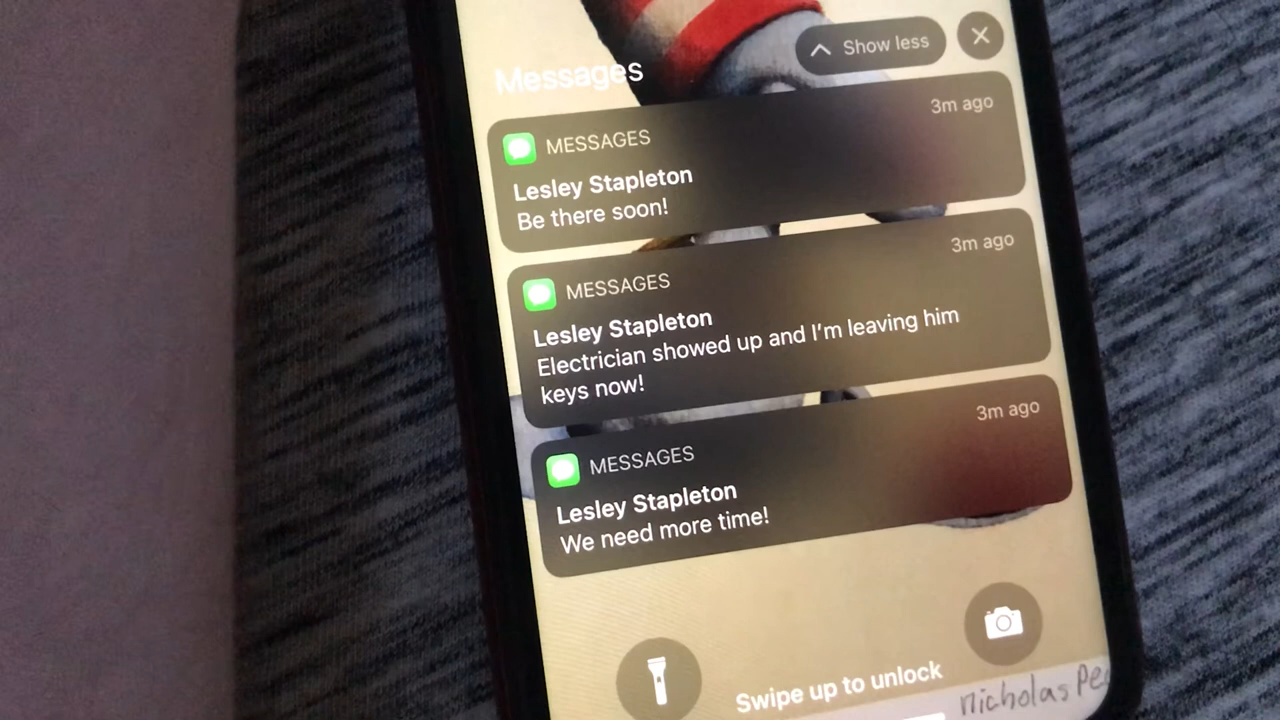 Show less
Messages
MESSAGES
3m ago
Lesley Stapleton
Be there soon!
MESSAGES
3m ago
Lesley Stapleton
Electrician showed up and I'm leaving him
keys now!
MESSAGES
3m ago
Lesley Stapleton
We need more time!
Swipe up to unlock
nicholas